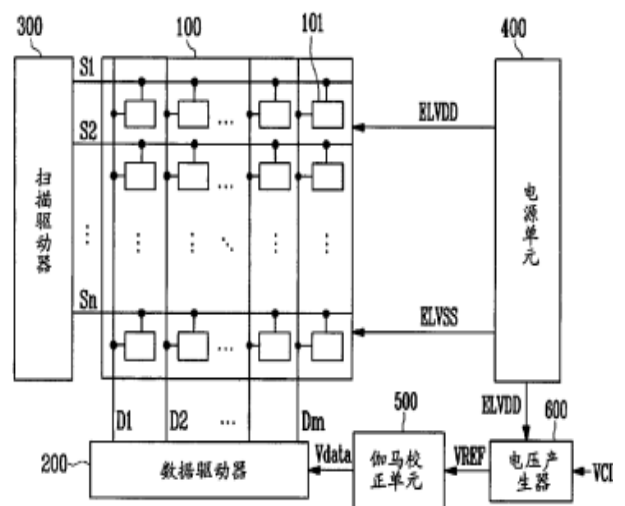 300
100
101
400
S1
ELVDD
S2
扫描驱动器
电源单元
...
Sn
ELVSS
D1 D2 ... Dm
500
ELVDD
600
200
数据驱动器
Vdata
伽马校
正单元
VREF
电压产
生器
VCI